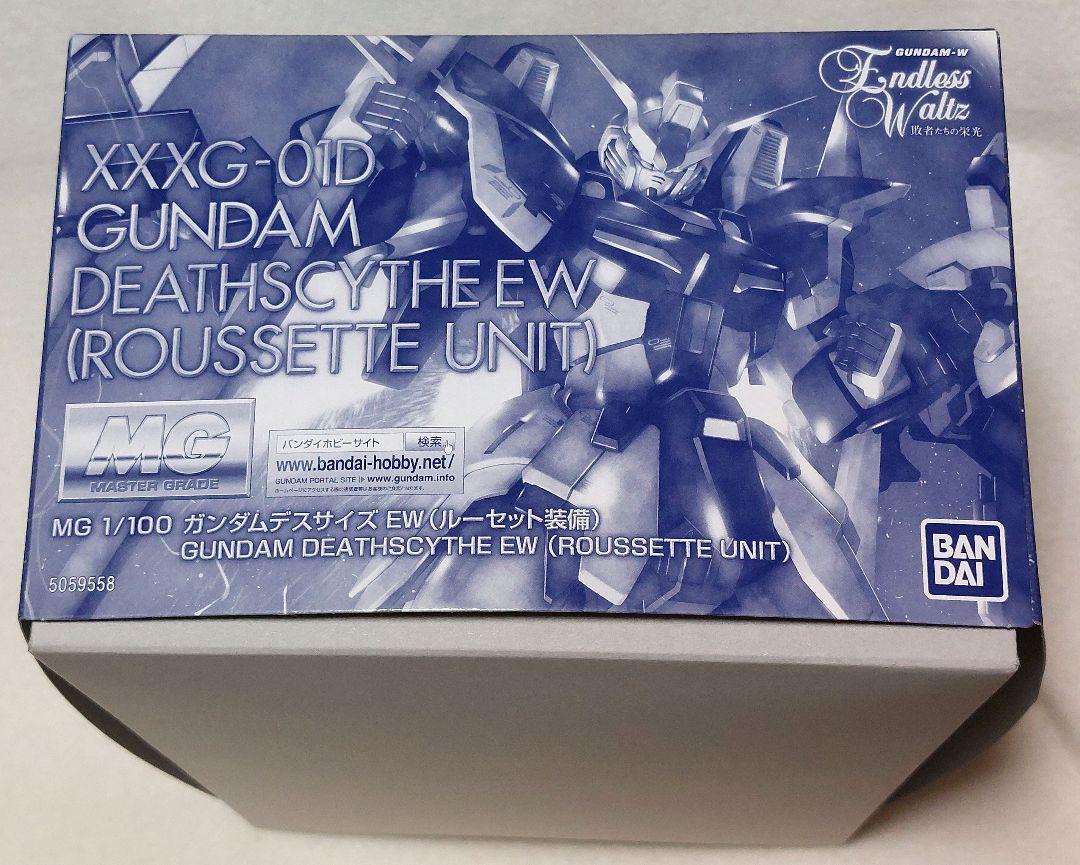 GUNDAM-W
Endless
Waltz
敗者たちの栄光
XXXG-01D
GUNDAM
DEATHSCYTHE EW
(ROUSSETTE UNIT)
MG
MASTER GRADE
バンダイホビーサイト 検索
www.bandai-hobby.net/
GUNDAM PORTAL SITE www.gundam.info
MG 1/100 ガンダムデスサイズ EW(ルーセット装備)
GUNDAM DEATHSCYTHE EW (ROUSSETTE UNIT)
5059558
BAN
DAI